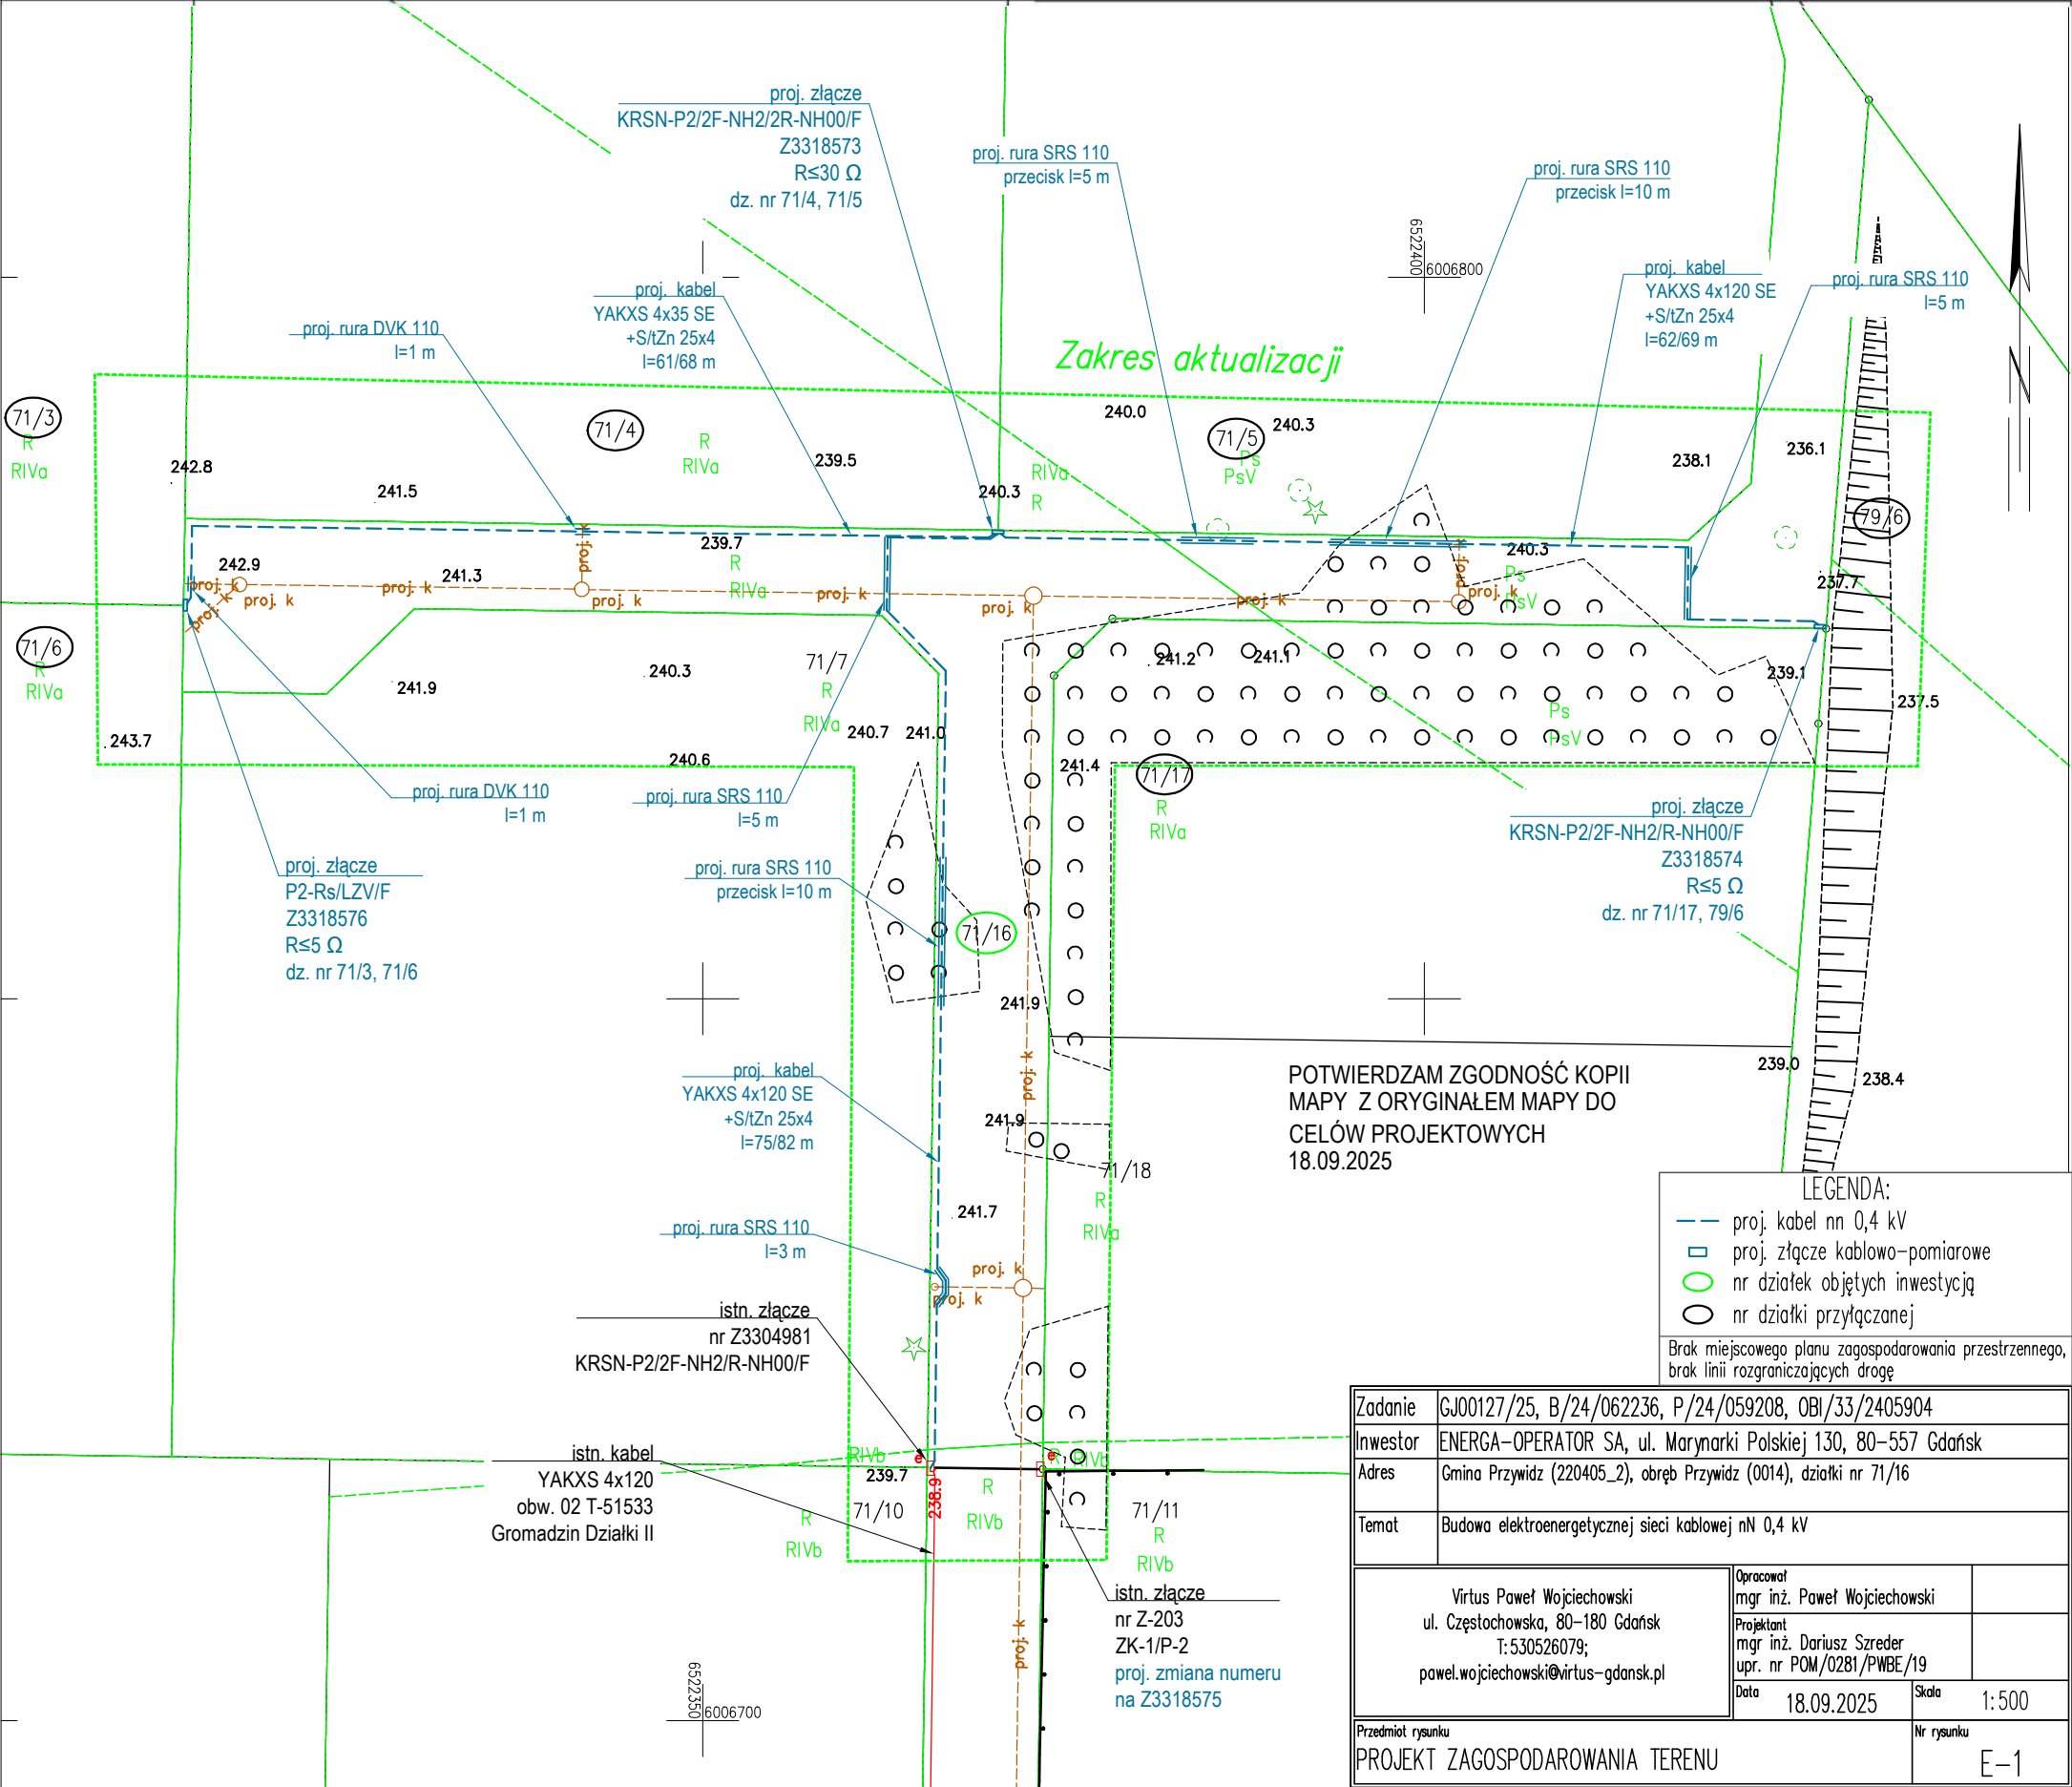 proj. złącze
KRSN-P2/2F-NH2/2R-NH00/F
Z3318573
R≤30 Ω
dz. nr 71/4, 71/5
proj. rura SRS 110
przecisk l=5 m
proj. rura SRS 110
przecisk l=10 m
6522400
6006800
proj. kabel
YAKXS 4x120 SE
+S/tZn 25x4
l=62/69 m
proj. rura SRS 110
l=5 m
N
proj. kabel
YAKXS 4x35 SE
+S/tZn 25x4
l=61/68 m
proj. rura DVK 110
l=1 m
Zakres aktualizacji
71/3
R
RIVa
71/4
R
RIVa
240.0
71/5
240.3
Ps
PsV
242.8
241.5
239.5
240.3
RIVa
R
238.1
236.1
79/6
239.7
R
RIVa
240.3
Ps
PsV
237.7
242.9
241.3
proj. k
proj. k
proj. k
proj. k
proj. k
proj. k
proj. k
proj. k
proj. k
proj. k
proj. k
71/6
R
RIVa
241.9
240.3
71/7
R
RIVa
241.2
241.1
239.1
237.5
Ps
PsV
243.7
240.6
240.7
241.0
241.4
71/17
R
RIVa
proj. rura DVK 110
l=1 m
proj. rura SRS 110
l=5 m
proj. złącze
KRSN-P2/2F-NH2/R-NH00/F
Z3318574
R≤5 Ω
dz. nr 71/17, 79/6
proj. złącze
P2-Rs/LZV/F
Z3318576
R≤5 Ω
dz. nr 71/3, 71/6
proj. rura SRS 110
przecisk l=10 m
71/16
241.9
proj. k
239.0
238.4
proj. kabel
YAKXS 4x120 SE
+S/tZn 25x4
l=75/82 m
POTWIERDZAM ZGODNOŚĆ KOPII
MAPY Z ORYGINAŁEM MAPY DO
CELÓW PROJEKTOWYCH
18.09.2025
241.9
71/18
R
RIVa
241.7
proj. rura SRS 110
l=3 m
proj. k
proj. k
LEGENDA:
proj. kabel nn 0,4 kV
proj. złącze kablowo-pomiarowe
nr działek objętych inwestycją
nr działki przyłączanej
Brak miejscowego planu zagospodarowania przestrzennego,
brak linii rozgraniczających drogę
istn. złącze
nr Z3304981
KRSN-P2/2F-NH2/R-NH00/F
istn. kabel
YAKXS 4x120
obw. 02 T-51533
Gromadzin Działki II
RIVb
e
e
R
RIVb
239.7
238.9
71/10
R
RIVb
R
RIVb
71/11
R
RIVb
istn. złącze
nr Z-203
ZK-1/P-2
proj. zmiana numeru
na Z3318575
proj. k
6522350
6006700
Zadanie GJ00127/25, B/24/062236, P/24/059208, OBI/33/2405904
Inwestor ENERGA-OPERATOR SA, ul. Marynarki Polskiej 130, 80-557 Gdańsk
Adres Gmina Przywidz (220405_2), obręb Przywidz (0014), działki nr 71/16
Temat Budowa elektroenergetycznej sieci kablowej nN 0,4 kV
Virtus Paweł Wojciechowski
ul. Częstochowska, 80-180 Gdańsk
T:530526079;
pawel.wojciechowski@virtus-gdansk.pl
Opracował
mgr inż. Paweł Wojciechowski
Projektant
mgr inż. Dariusz Szreder
upr. nr POM/0281/PWBE/19
Data 18.09.2025
Skala 1:500
Przedmiot rysunku
PROJEKT ZAGOSPODAROWANIA TERENU
Nr rysunku
E-1